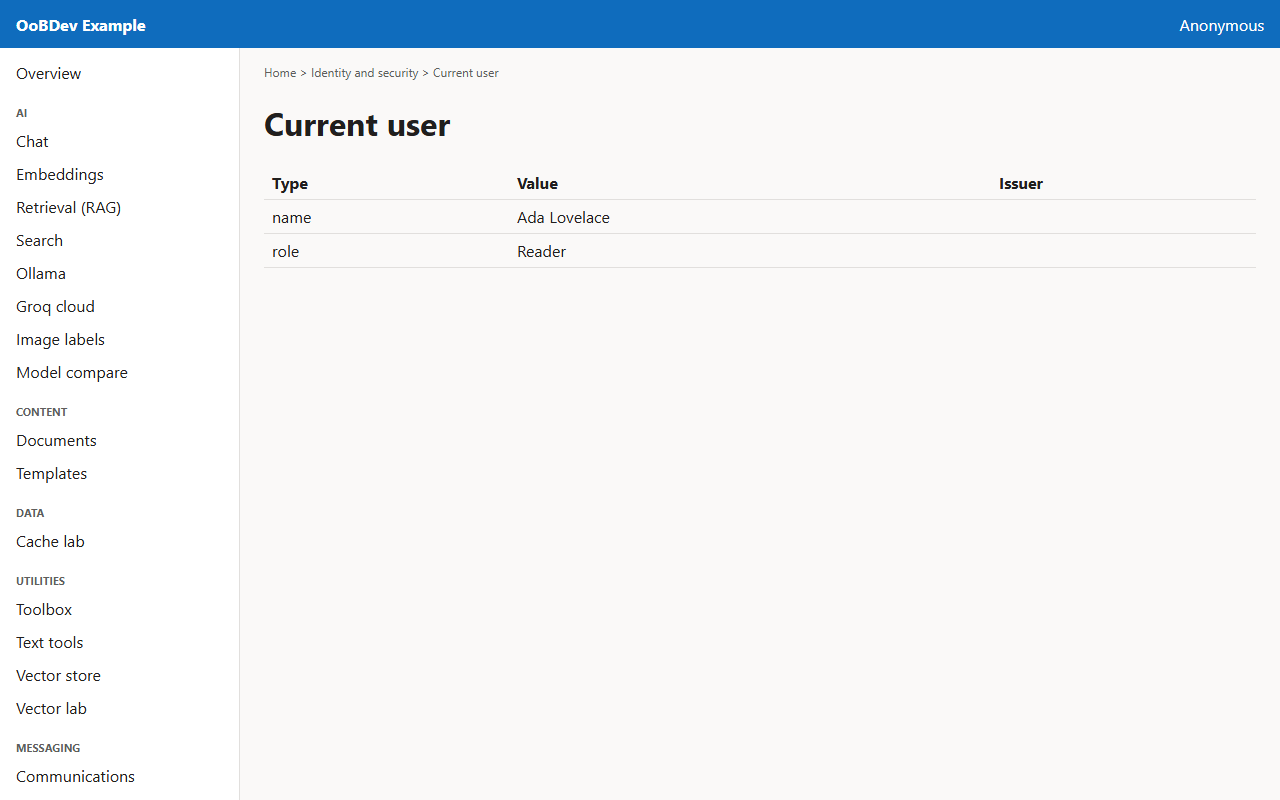 OoBDev Example
Anonymous
Overview
AI
Chat
Embeddings
Retrieval (RAG)
Search
Ollama
Groq cloud
Image labels
Model compare
CONTENT
Documents
Templates
DATA
Cache lab
UTILITIES
Toolbox
Text tools
Vector store
Vector lab
MESSAGING
Communications
Home > Identity and security > Current user
Current user
Type Value Issuer
name Ada Lovelace
role Reader